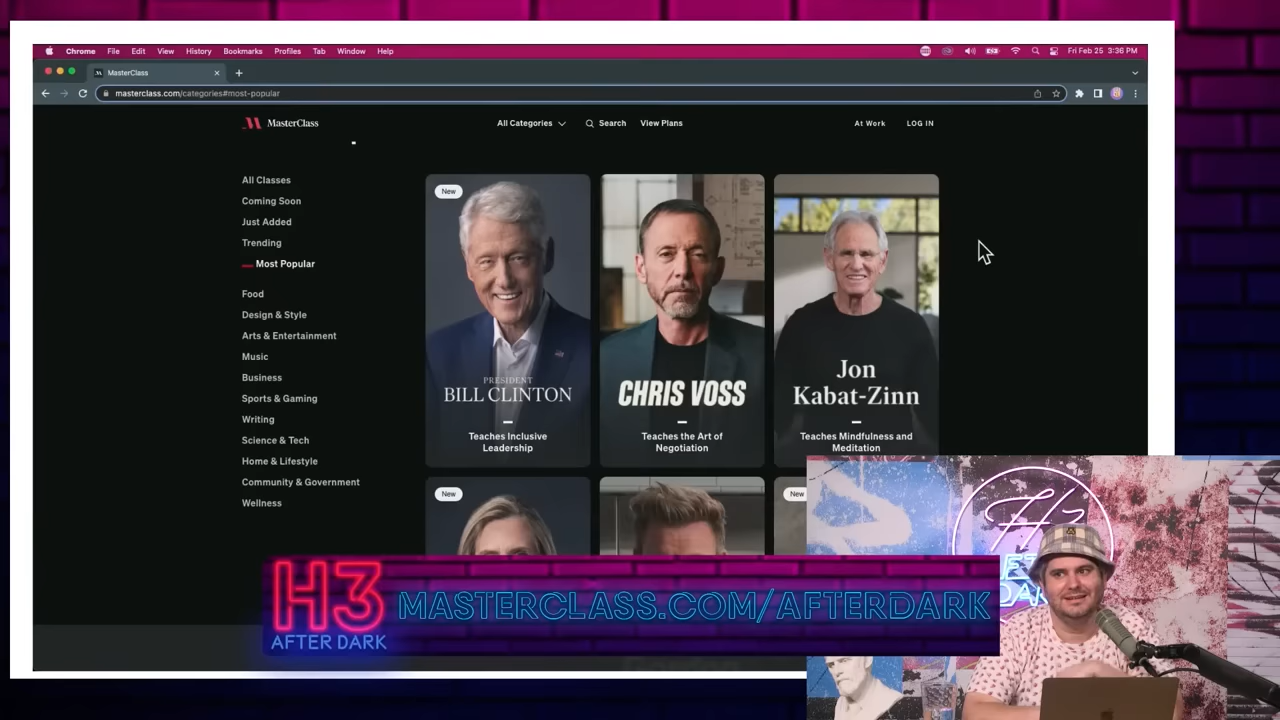 Chrome File Edit View History Bookmarks Profiles Tab Window Help Fri Feb 25 3:36 PM
MasterClass
masterclass.com/categories#most-popular
MasterClass All Categories Search View Plans At Work LOG IN
All Classes
Coming Soon
Just Added
Trending
Most Popular
Food
Design & Style
Arts & Entertainment
Music
Business
Sports & Gaming
Writing
Science & Tech
Home & Lifestyle
Community & Government
Wellness
New
PRESIDENT
BILL CLINTON
Teaches Inclusive
Leadership
CHRIS VOSS
Teaches the Art of
Negotiation
Jon
Kabat-Zinn
Teaches Mindfulness and
Meditation
New
New
H3
AFTER DARK
MASTERCLASS.COM/AFTERDARK
H3